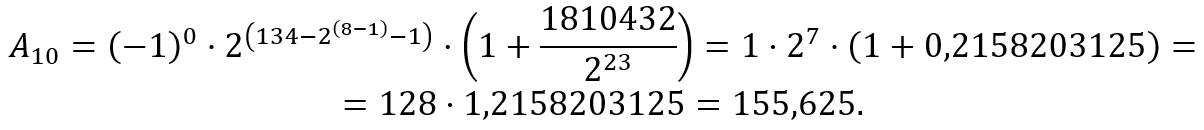 A₁₀ = (−1)⁰ · 2^(134−2^(8−1)−1) · (1 + 1810432/2²³) = 1 · 2⁷ · (1 + 0,2158203125) =
= 128 · 1,2158203125 = 155,625.